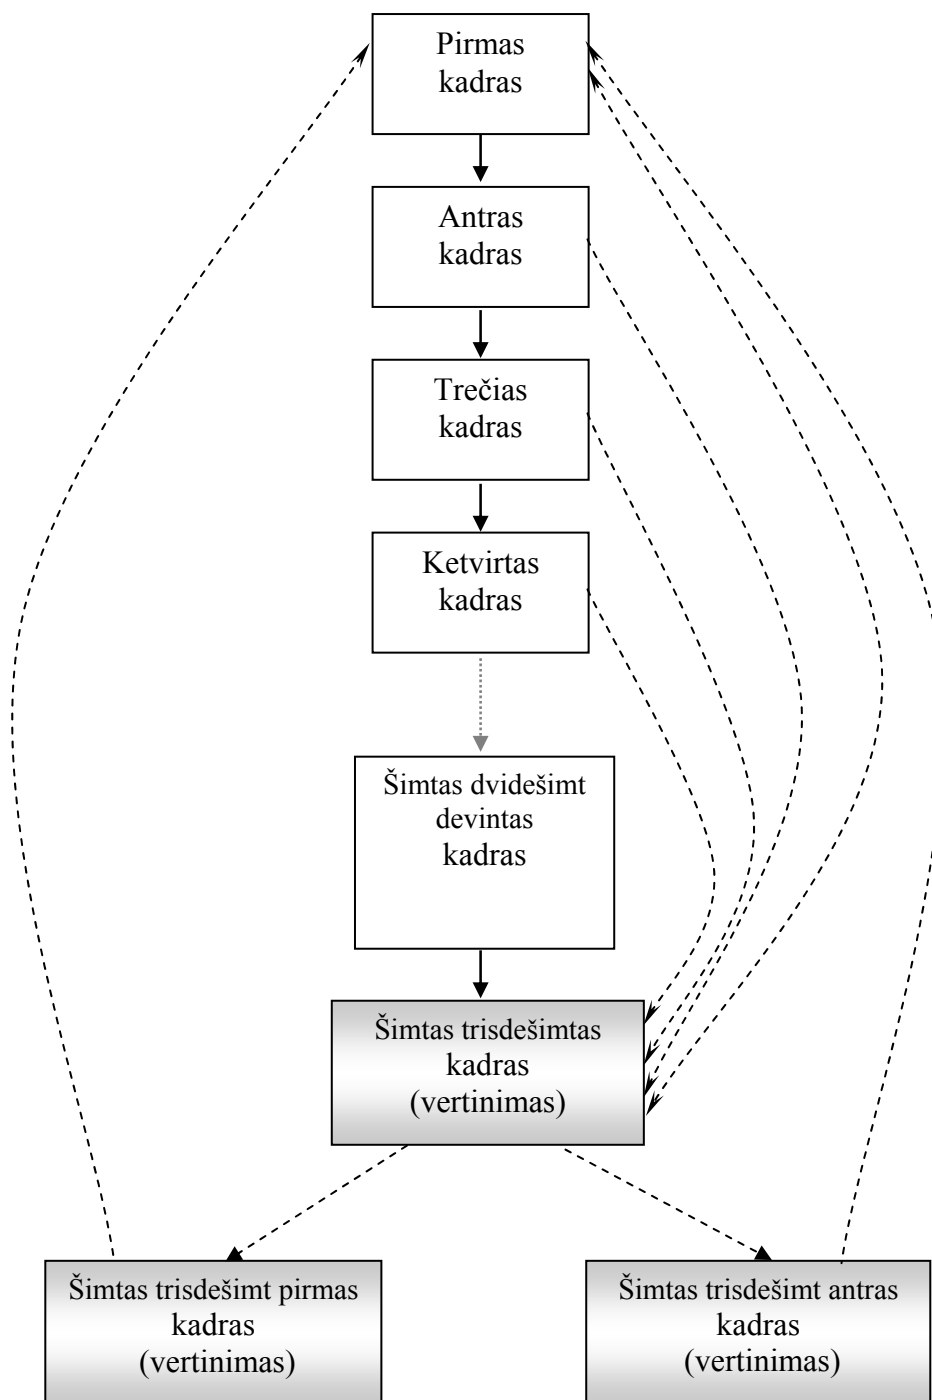 Pirmas
kadras
Antras
kadras
Trečias
kadras
Ketvirtas
kadras
Šimtas dvidešimt
devintas
kadras
Šimtas trisdešimtas
kadras
(vertinimas)
Šimtas trisdešimt pirmas
kadras
(vertinimas)
Šimtas trisdešimt antras
kadras
(vertinimas)